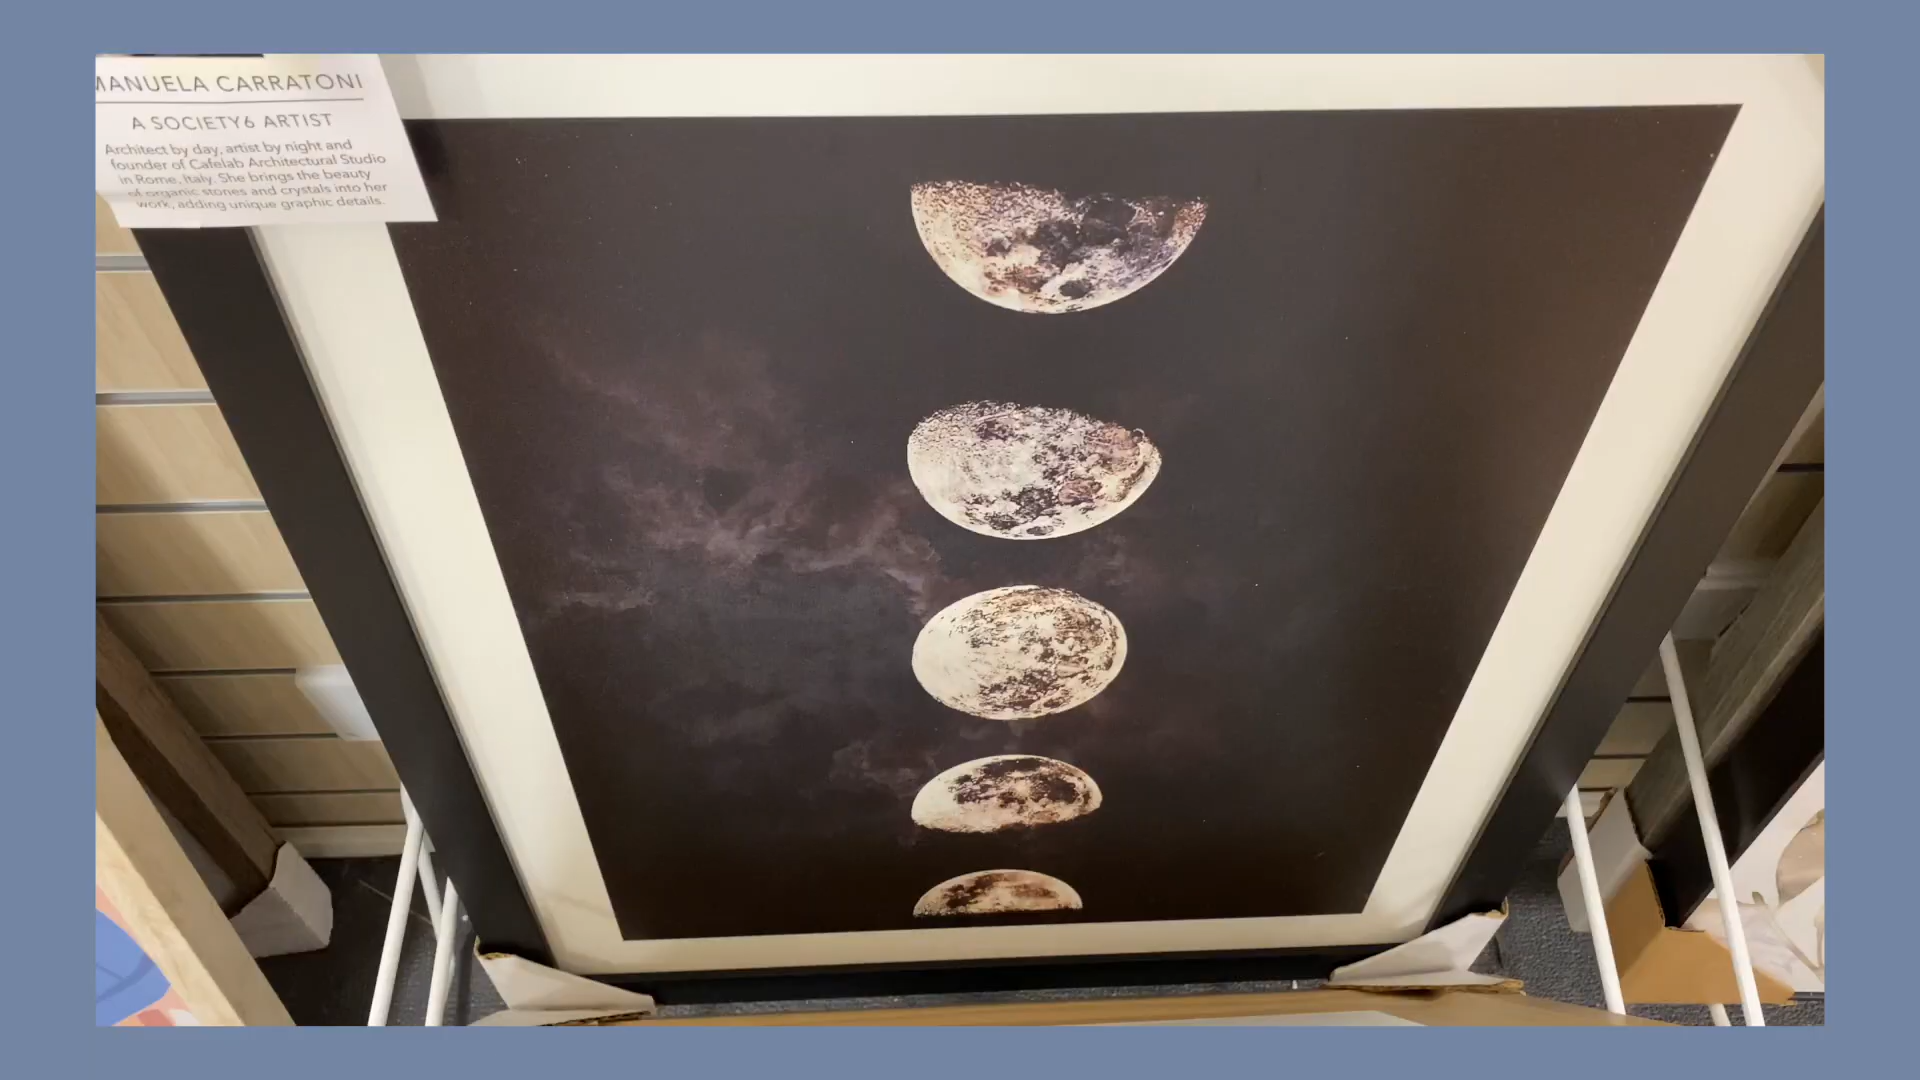 MANUELA CARRATONI
A SOCIETY6 ARTIST
Architect by day, artist by night and
founder of Cafelab Architectural Studio
in Rome, Italy. She brings the beauty
of organic stones and crystals into her
work, adding unique graphic details.